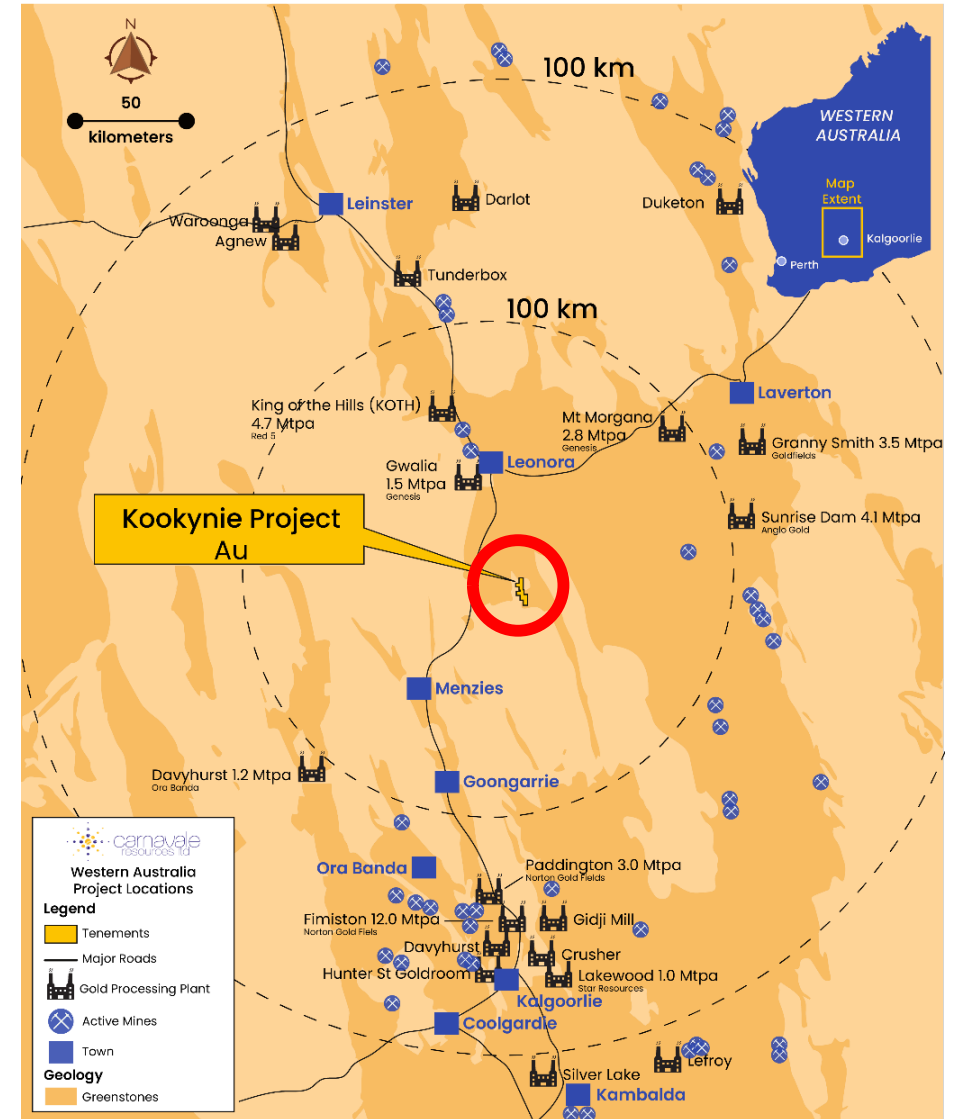 N
50
kilometers
100 km
WESTERN
AUSTRALIA
Map
Extent
Kalgoorlie
Perth
Leinster
Darlot
Duketon
Waroonga
Agnew
Tunderbox
100 km
Laverton
King of the Hills (KOTH)
4.7 Mtpa
Red 5
Mt Morgana
2.8 Mtpa
Genesis
Granny Smith 3.5 Mtpa
Goldfields
Gwalia
1.5 Mtpa
Genesis
Leonora
Sunrise Dam 4.1 Mtpa
Anglo Gold
Kookynie Project
Au
Menzies
Davyhurst 1.2 Mtpa
Ora Banda
Goongarrie
Ora Banda
Paddington 3.0 Mtpa
Norton Gold Fields
Fimiston 12.0 Mtpa
Norton Gold Fiels
Gidji Mill
Davyhurst
Crusher
Hunter St Goldroom
Lakewood 1.0 Mtpa
Star Resources
Kalgoorlie
Coolgardie
Lefroy
Silver Lake
Kambalda
carnavale
resources ltd
Western Australia
Project Locations
Legend
Tenements
Major Roads
Gold Processing Plant
Active Mines
Town
Geology
Greenstones